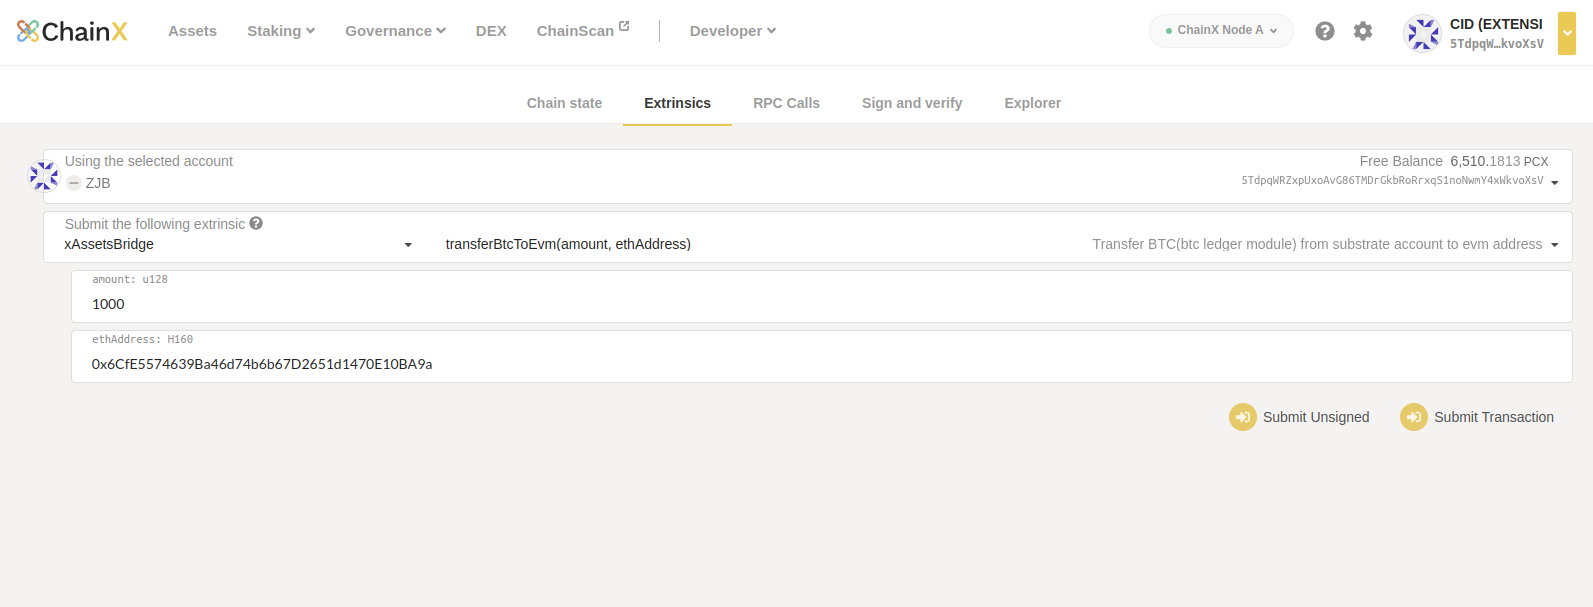 ChainX Assets Staking Governance DEX ChainScan Developer ChainX Node A CID (EXTENSI
5TdpqW…kvoXsV
Chain state Extrinsics RPC Calls Sign and verify Explorer
Using the selected account Free Balance 6,510.1813 PCX
ZJB 5TdpqWRZxpUxoAvG86TMDrGkbRoRrxqS1noNwmY4xWkvoXsV
Submit the following extrinsic
xAssetsBridge transferBtcToEvm(amount, ethAddress) Transfer BTC(btc ledger module) from substrate account to evm address
amount: u128
1000
ethAddress: H160
0x6CfE5574639Ba46d74b6b67D2651d1470E10BA9a
Submit Unsigned Submit Transaction